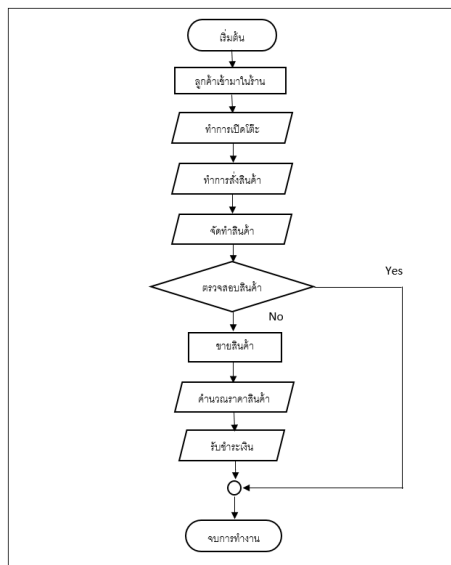 เริ่มต้น
ลูกค้าเข้ามาในร้าน
ทำการเปิดโต๊ะ
ทำการสั่งสินค้า
จัดทำสินค้า
ตรวจสอบสินค้า
Yes
No
ขายสินค้า
คำนวณราคาสินค้า
รับชำระเงิน
จบการทำงาน